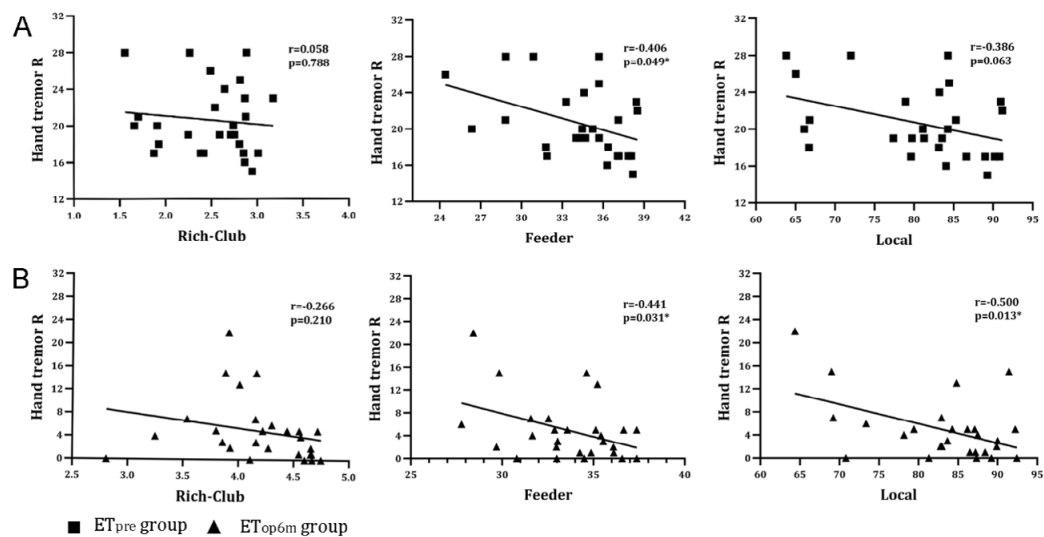 A
Hand tremor R
32
28
24
20
16
12
1.0 1.5 2.0 2.5 3.0 3.5 4.0
Rich-Club
r=0.058
p=0.788
Hand tremor R
32
28
24
20
16
12
24 27 30 33 36 39 42
Feeder
r=-0.406
p=0.049*
Hand tremor R
32
28
24
20
16
12
60 65 70 75 80 85 90 95
Local
r=-0.386
p=0.063
B
Hand tremor R
32
28
24
20
16
12
8
4
0
2.5 3.0 3.5 4.0 4.5 5.0
Rich-Club
r=-0.266
p=0.210
Hand tremor R
32
28
24
20
16
12
8
4
0
25 30 35 40
Feeder
r=-0.441
p=0.031*
Hand tremor R
32
28
24
20
16
12
8
4
0
60 65 70 75 80 85 90 95
Local
r=-0.500
p=0.013*
ETpre group ETop6m group